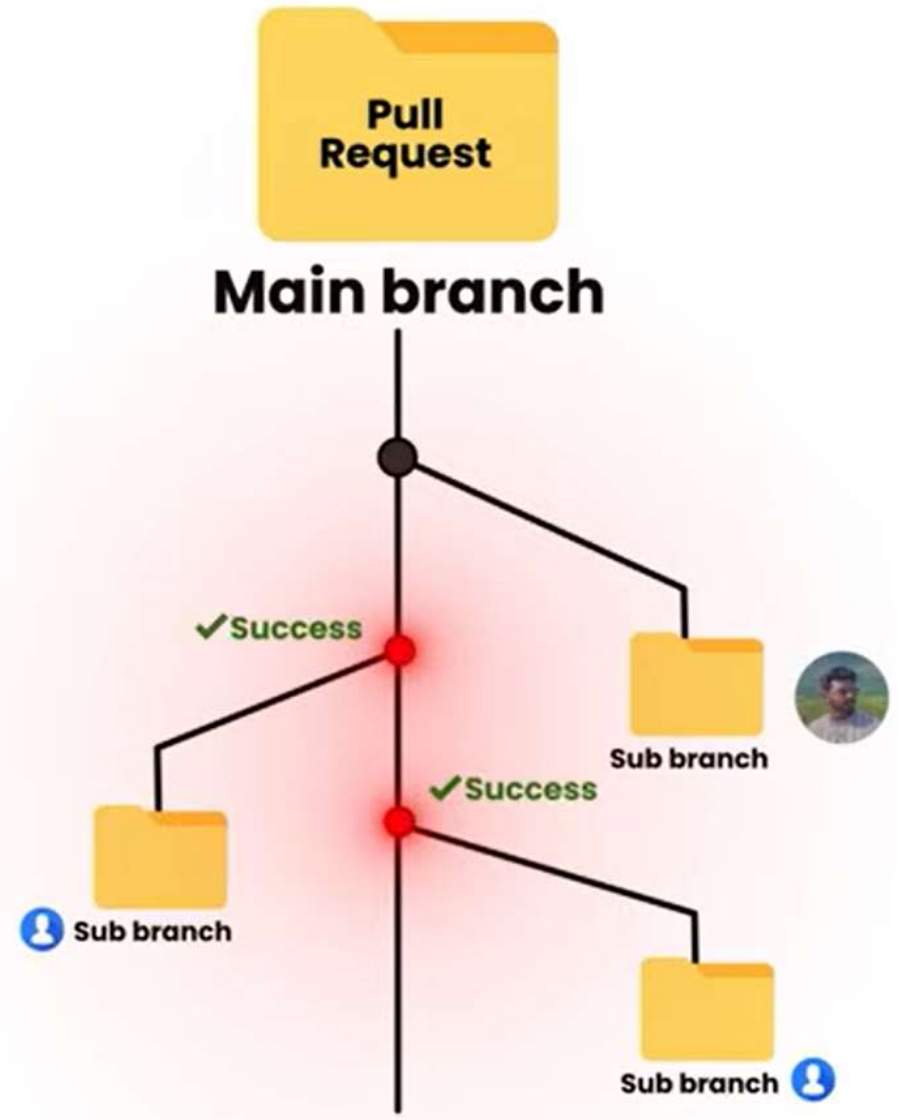 Pull
Request
Main branch
✔Success
Sub branch
✔Success
Sub branch
Sub branch